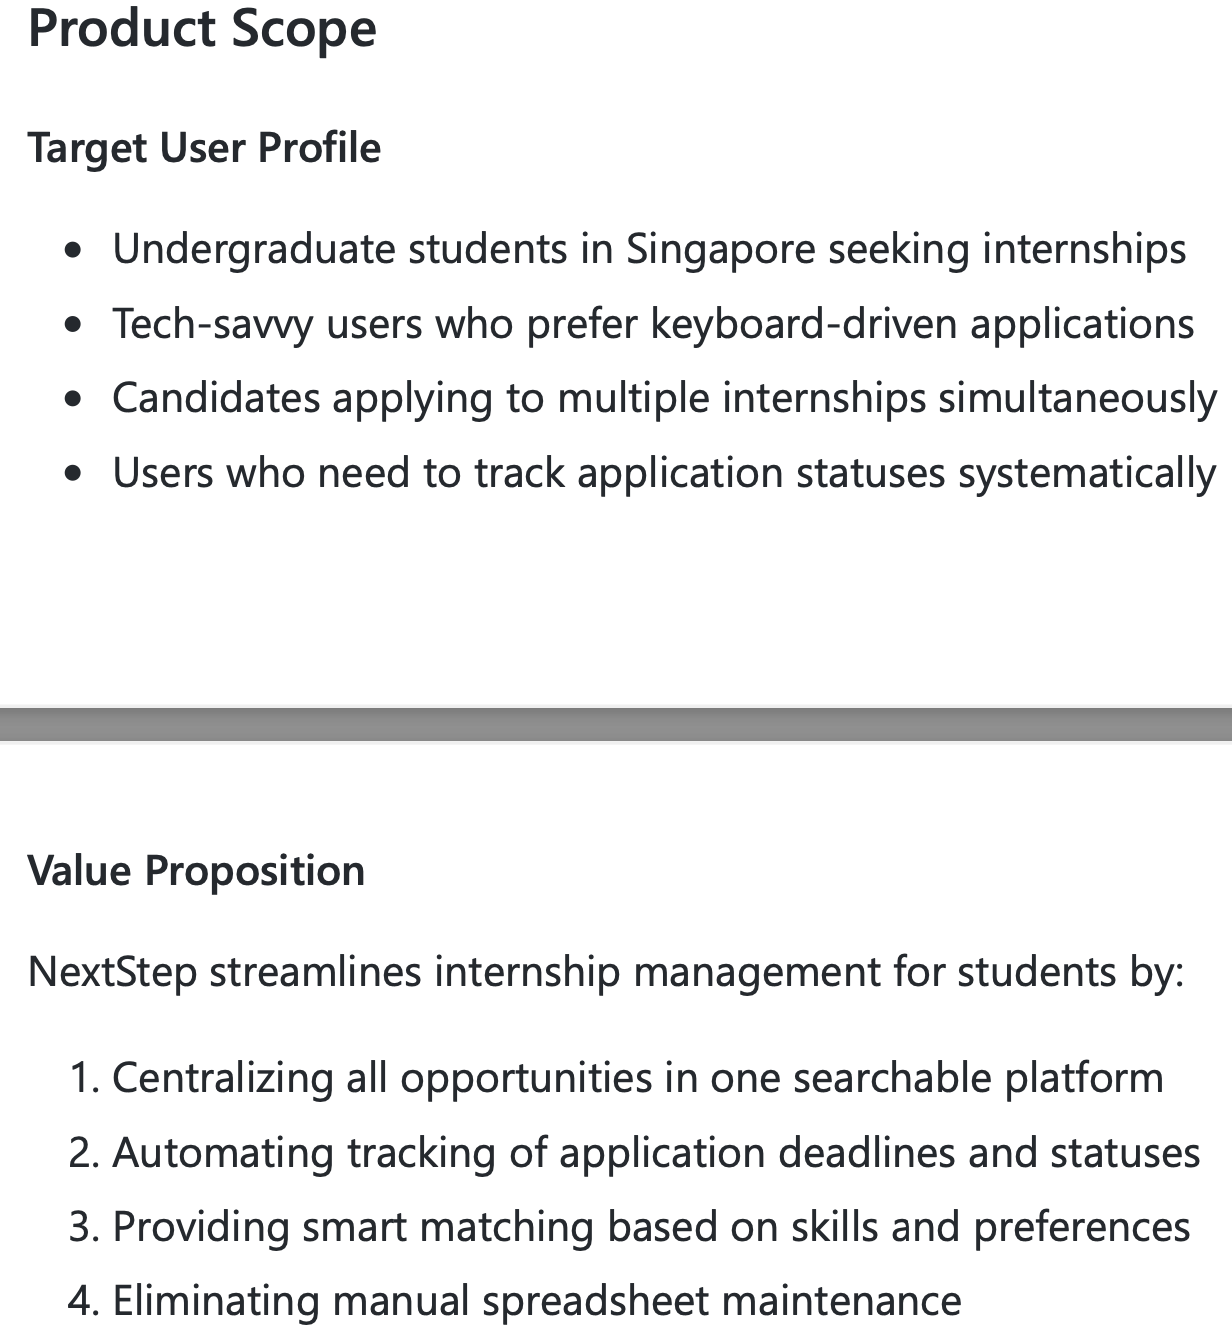 Product Scope
Target User Profile
• Undergraduate students in Singapore seeking internships
• Tech-savvy users who prefer keyboard-driven applications
• Candidates applying to multiple internships simultaneously
• Users who need to track application statuses systematically
Value Proposition
NextStep streamlines internship management for students by:
1. Centralizing all opportunities in one searchable platform
2. Automating tracking of application deadlines and statuses
3. Providing smart matching based on skills and preferences
4. Eliminating manual spreadsheet maintenance